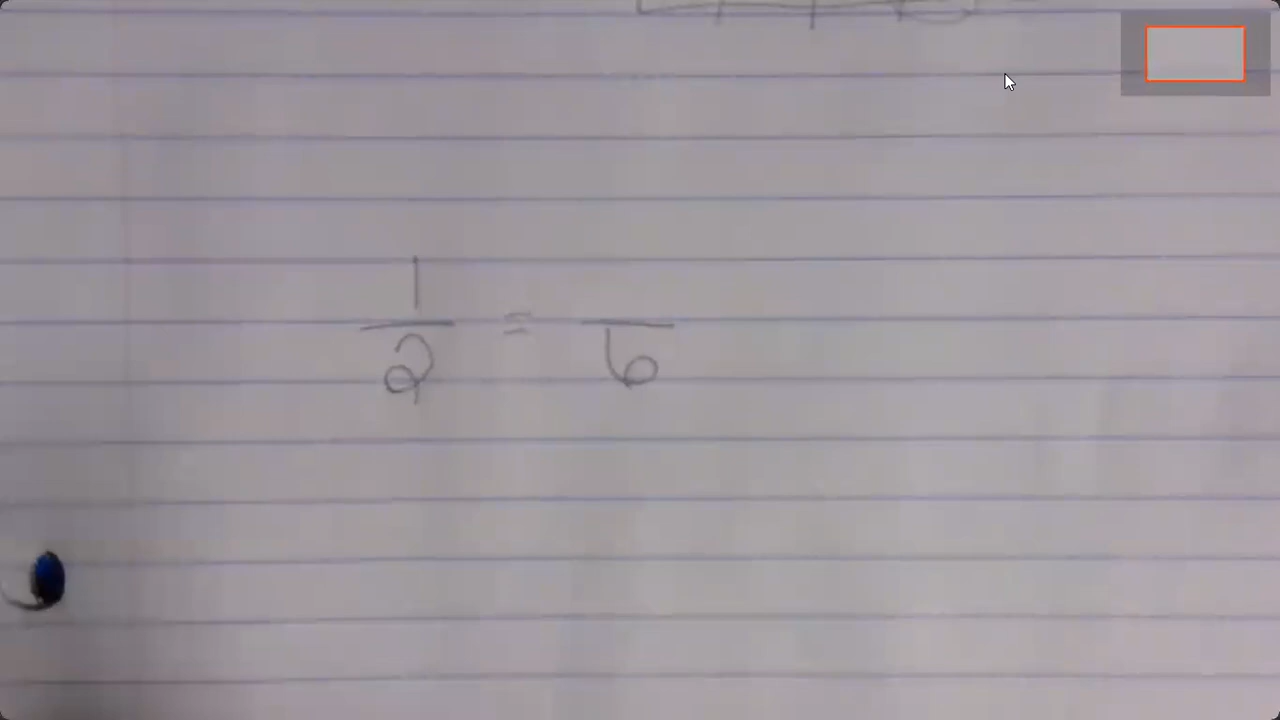 1/2 = /6